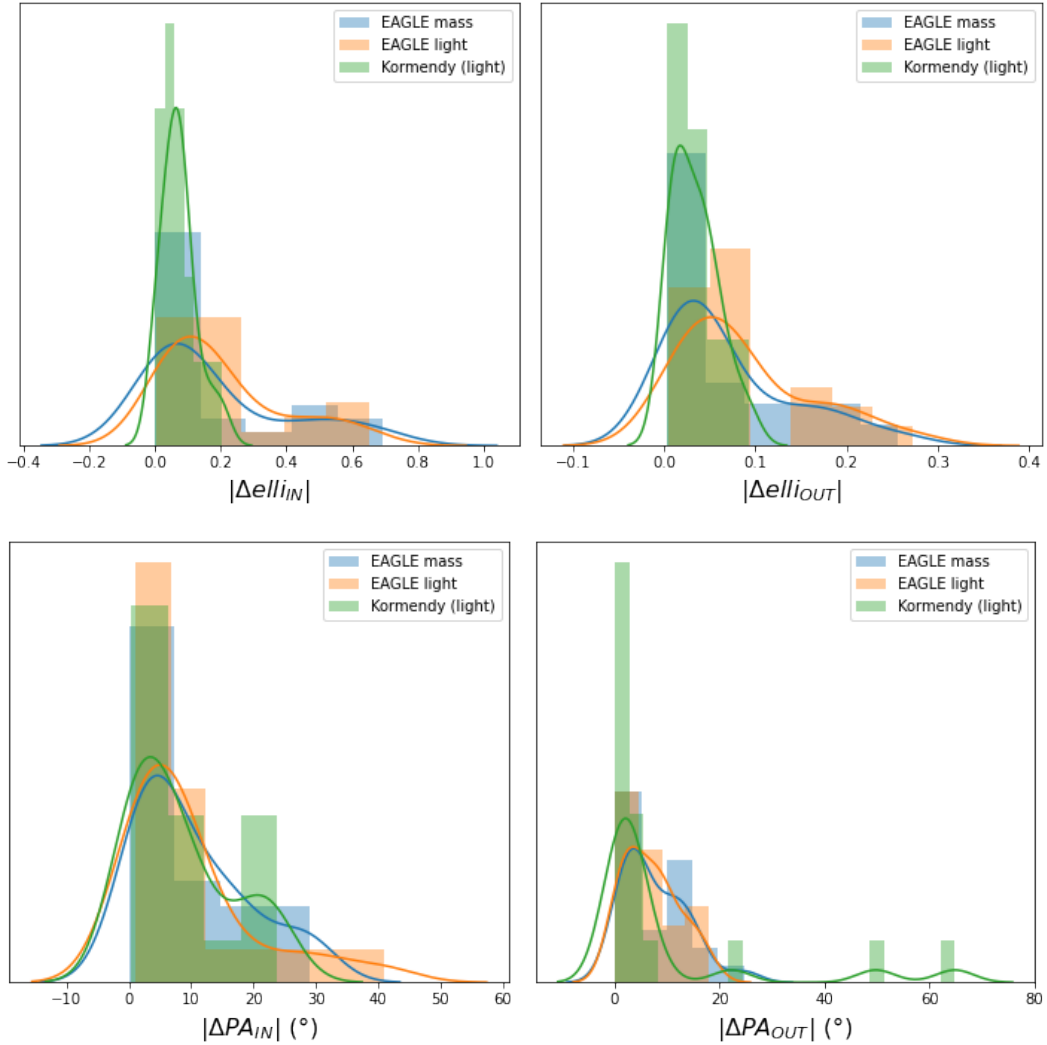 EAGLE mass
EAGLE light
Kormendy (light)
−0.4 −0.2 0.0 0.2 0.4 0.6 0.8 1.0
|Δelli_IN|
EAGLE mass
EAGLE light
Kormendy (light)
−0.1 0.0 0.1 0.2 0.3 0.4
|Δelli_OUT|
EAGLE mass
EAGLE light
Kormendy (light)
−10 0 10 20 30 40 50 60
|ΔPA_IN| (°)
EAGLE mass
EAGLE light
Kormendy (light)
0 20 40 60 80
|ΔPA_OUT| (°)